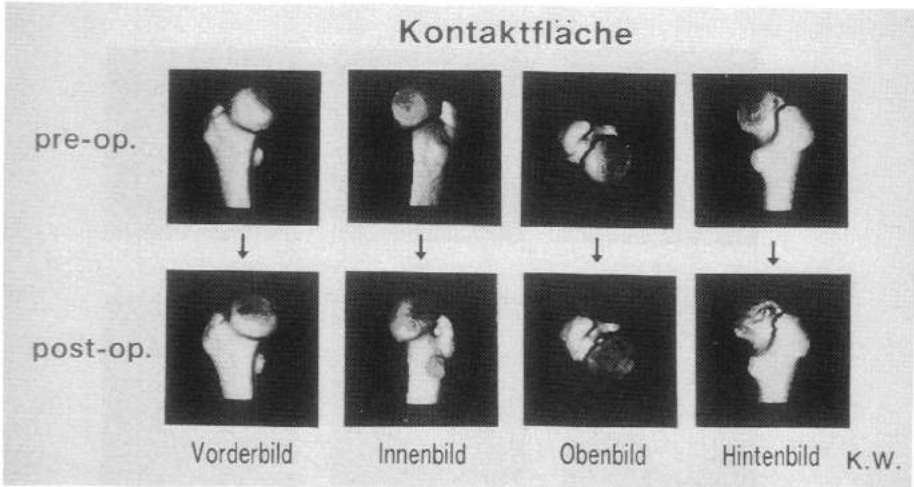 Kontaktfläche
pre-op.
post-op.
Vorderbild Innenbild Obenbild Hintenbild K.W.